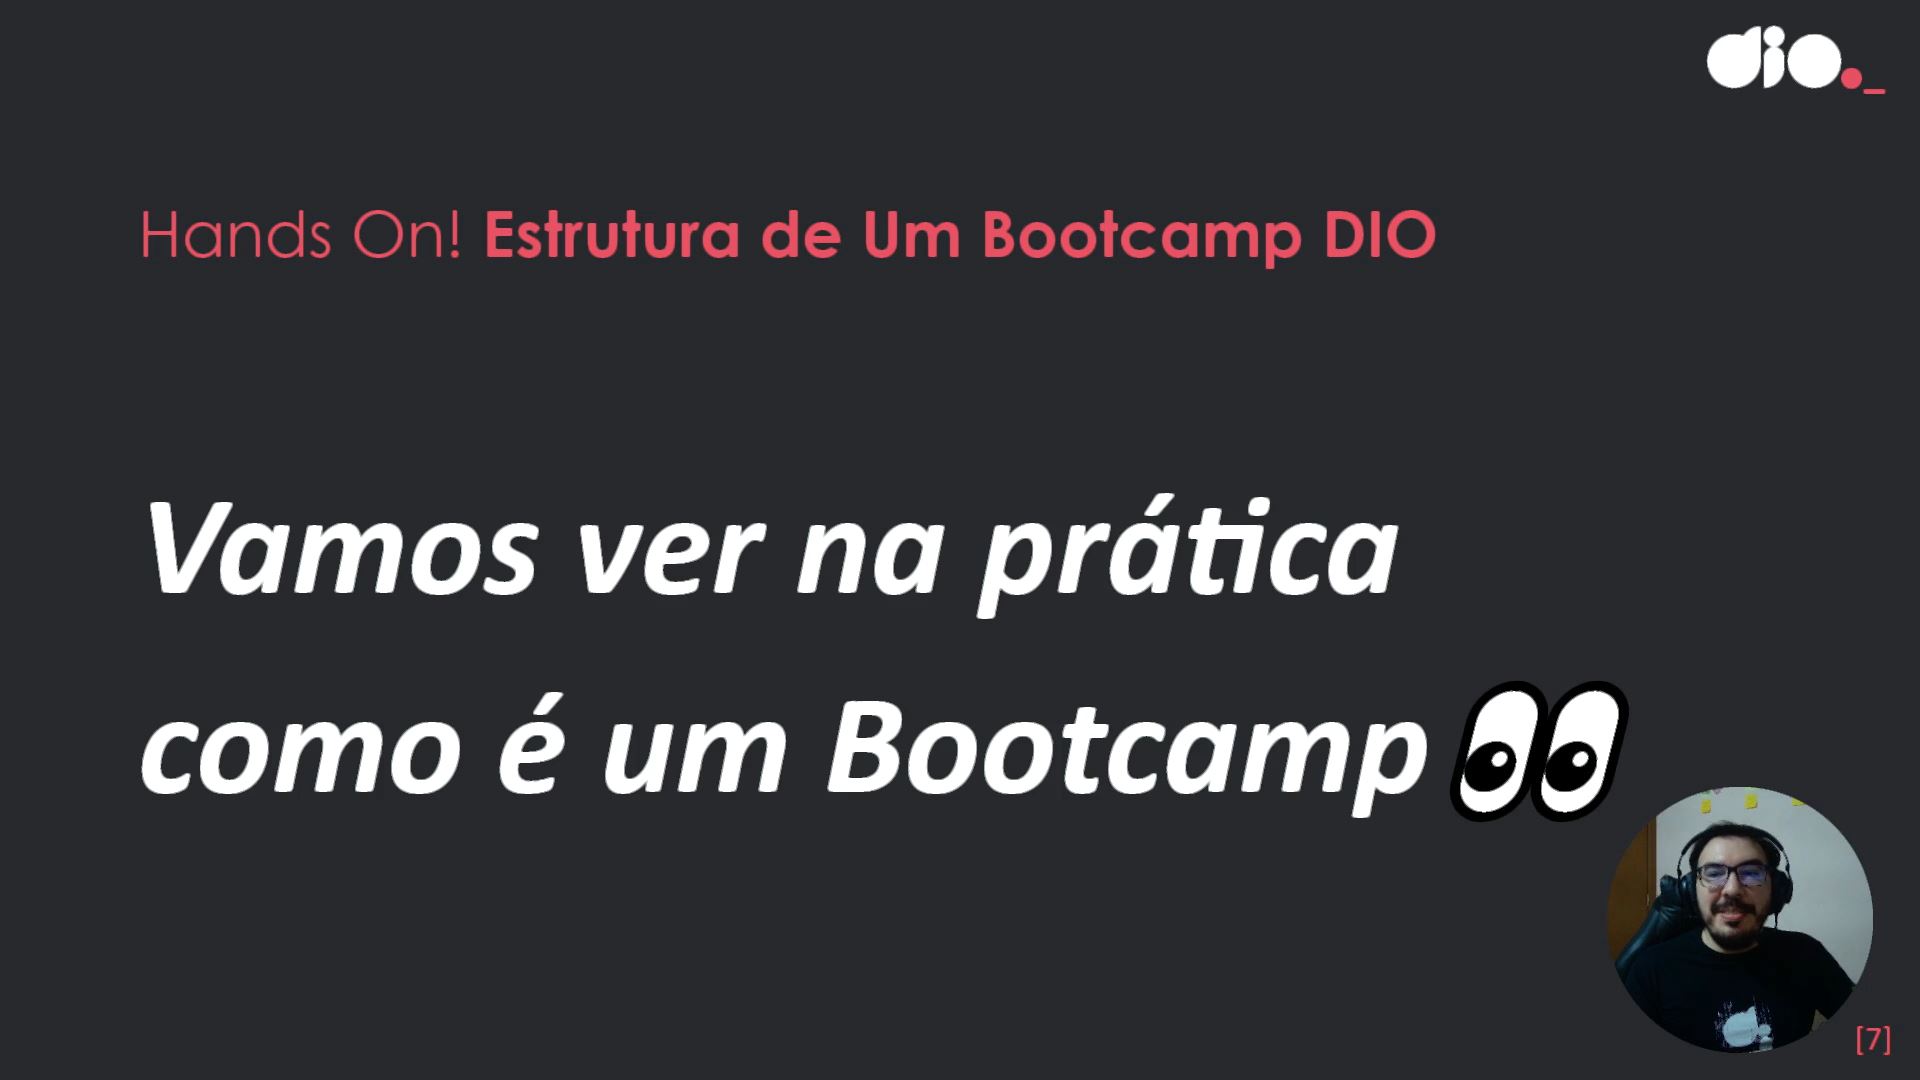 dio._
Hands On! Estrutura de Um Bootcamp DIO
Vamos ver na prática
como é um Bootcamp
[7]